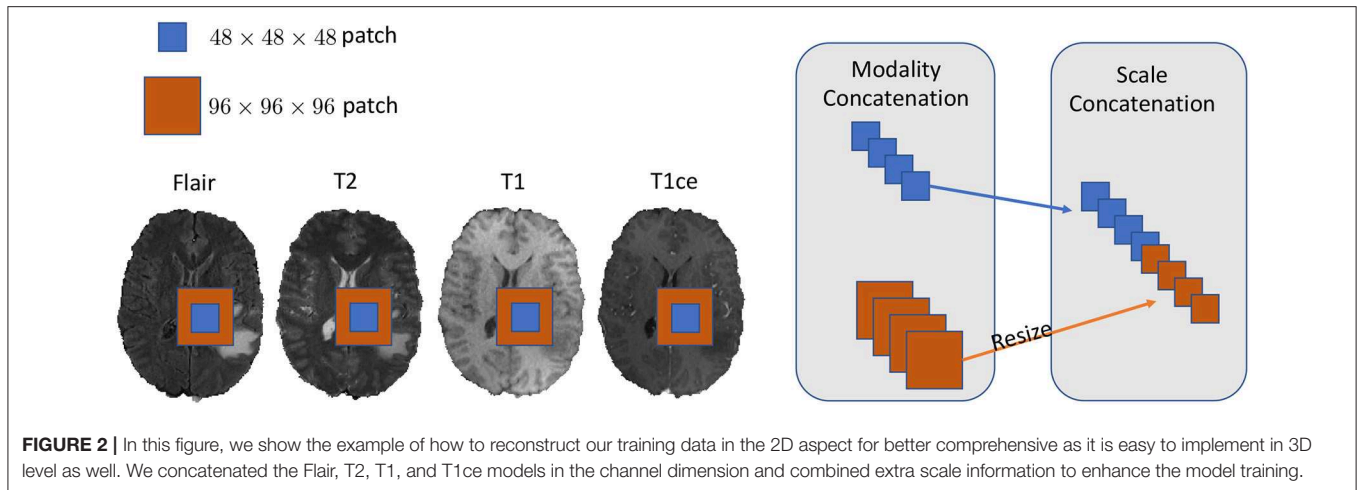 48 × 48 × 48 patch
96 × 96 × 96 patch
Flair
T2
T1
T1ce
Modality
Concatenation
Resize
Scale
Concatenation
FIGURE 2 | In this figure, we show the example of how to reconstruct our training data in the 2D aspect for better comprehensive as it is easy to implement in 3D
level as well. We concatenated the Flair, T2, T1, and T1ce models in the channel dimension and combined extra scale information to enhance the model training.